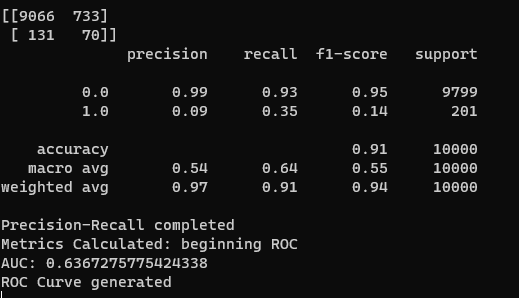 [[9066  733]
 [ 131   70]]
              precision    recall  f1-score   support

         0.0       0.99      0.93      0.95      9799
         1.0       0.09      0.35      0.14       201

    accuracy                           0.91     10000
   macro avg       0.54      0.64      0.55     10000
weighted avg       0.97      0.91      0.94     10000

Precision-Recall completed
Metrics Calculated: beginning ROC
AUC: 0.6367275775424338
ROC Curve generated